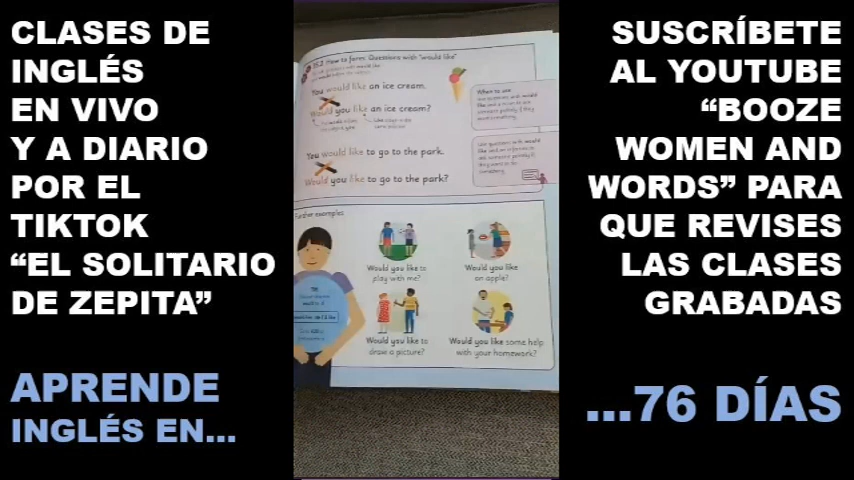 CLASES DE
INGLÉS
EN VIVO
Y A DIARIO
POR EL
TIKTOK
“EL SOLITARIO
DE ZEPITA”
APRENDE
INGLÉS EN...
How to form: Questions with "would like"
You would like an ice cream.
Would you like an ice cream?
You would like to go to the park.
Would you like to go to the park?
When to use
Further examples
Would you like to
play with me?
Would you like
an apple?
Would you like to
draw a picture?
Would you like some help
with your homework?
SUSCRÍBETE
AL YOUTUBE
“BOOZE
WOMEN AND
WORDS” PARA
QUE REVISES
LAS CLASES
GRABADAS
...76 DÍAS